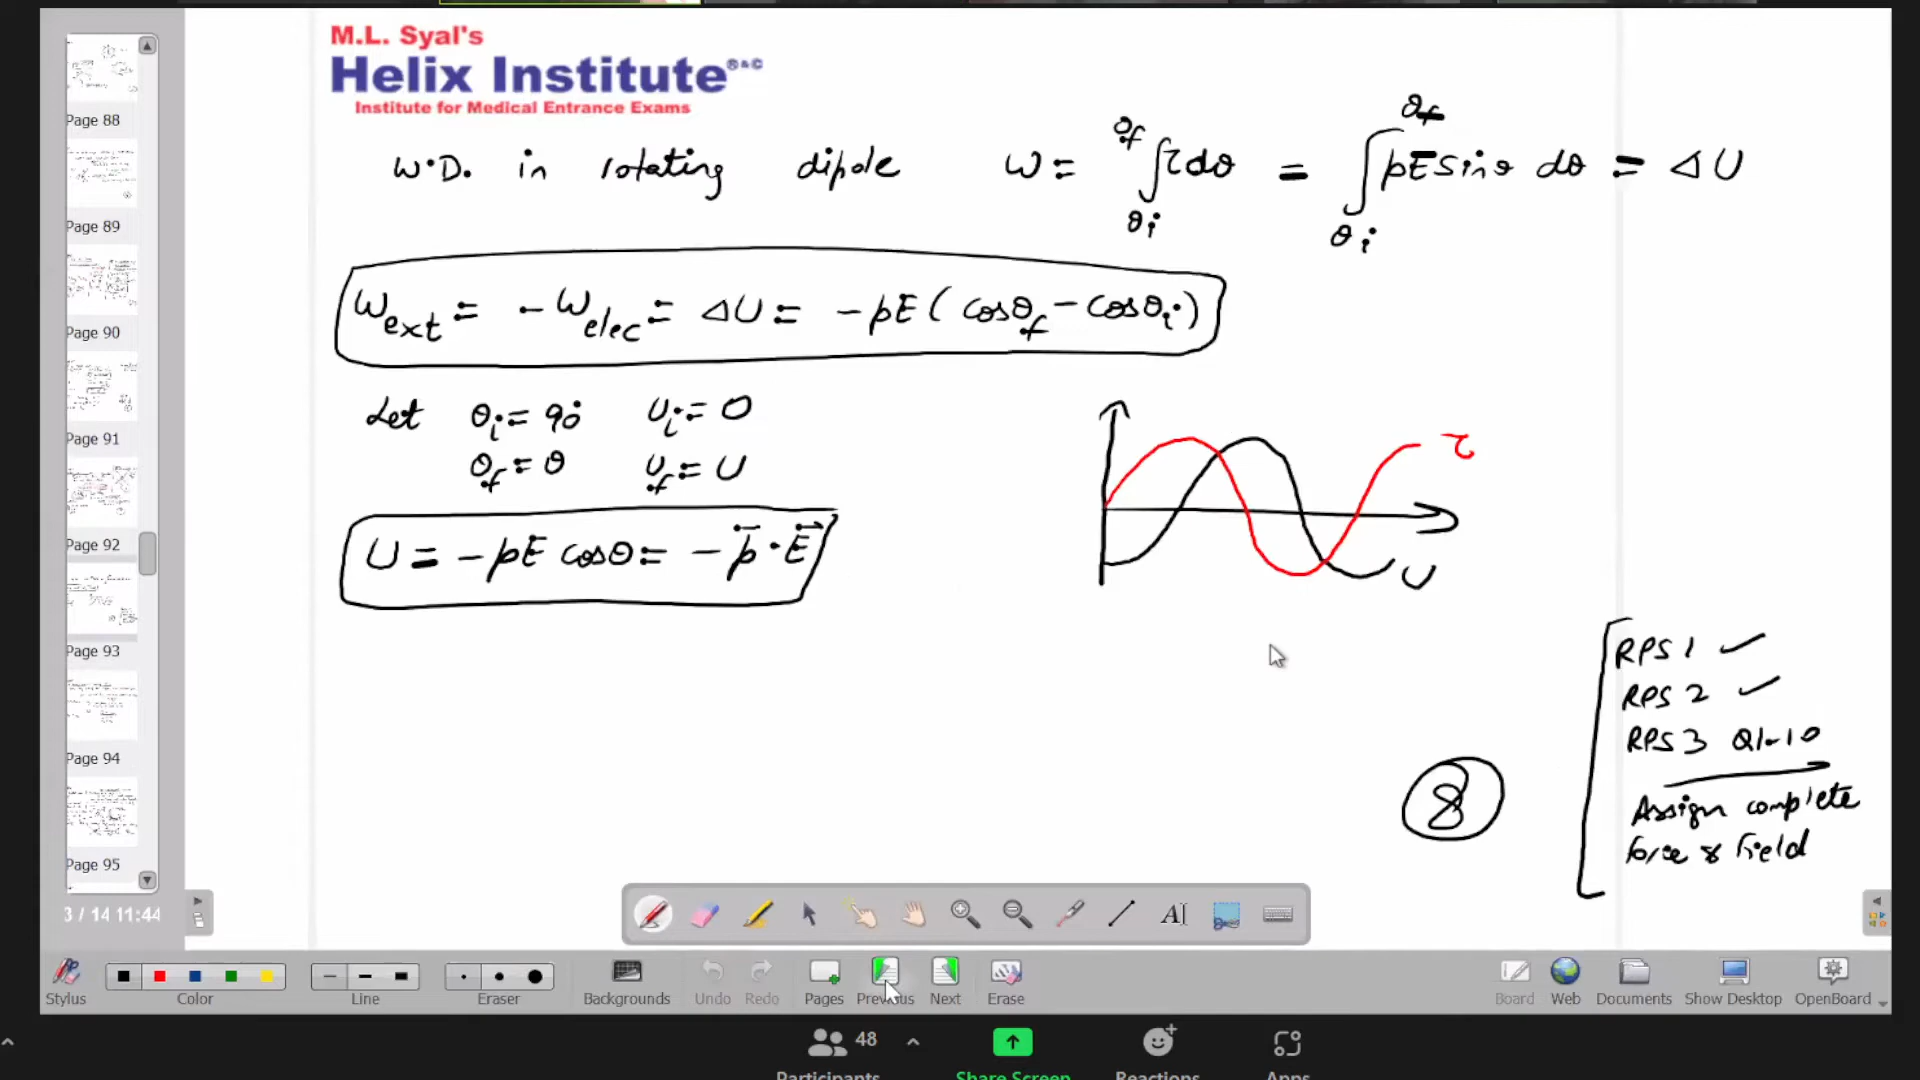 M.L. Syal's
Helix Institute®&©
Institute for Medical Entrance Exams
W.D. in rotating dipole W = ∫θi^θf τdθ = ∫θi^θf pE sinθ dθ = ΔU
Wext = -Welec = ΔU = -pE(cosθf - cosθi)
Let θi = 90° Ui = 0
θf = θ Uf = U
U = -pE cosθ = -p⃗·E⃗
τ
U
RPS 1 ✓
RPS 2 ✓
RPS 3 Q1-10
Assign complete
Force & Field
8
Page 88
Page 89
Page 90
Page 91
Page 92
Page 93
Page 94
Page 95
3 / 14 11:44
Stylus
Color
Line
Eraser
Backgrounds
Undo
Redo
Pages
Previous
Next
Erase
Board
Web
Documents
Show Desktop
OpenBoard
48
Participants
Share Screen
Reactions
Apps